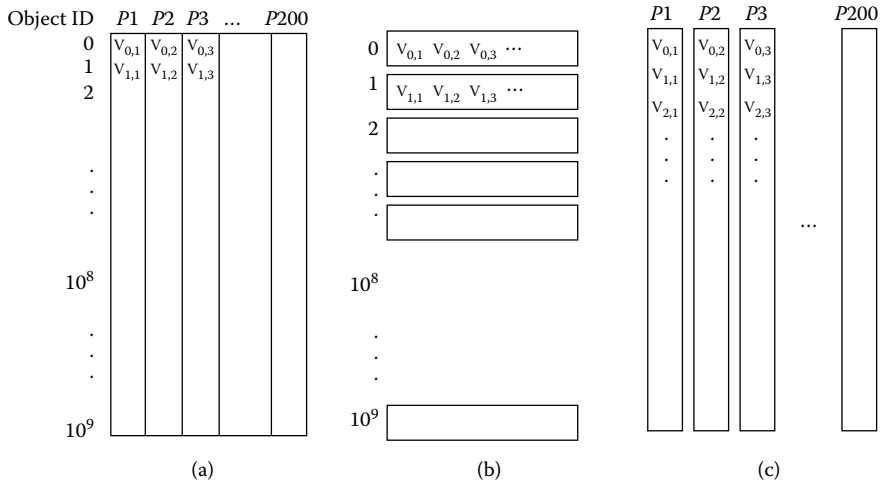 Object ID P1 P2 P3 ... P200
0 V0,1 V0,2 V0,3
1 V1,1 V1,2 V1,3
2
.
.
.
10^8
.
.
.
10^9
(a)
0 V0,1 V0,2 V0,3 ...
1 V1,1 V1,2 V1,3 ...
2
.
.
.
10^8
.
.
.
10^9
(b)
P1 P2 P3 P200
V0,1 V0,2 V0,3
V1,1 V1,2 V1,3
V2,1 V2,2 V2,3
. . .
. . .
. . .
...
(c)